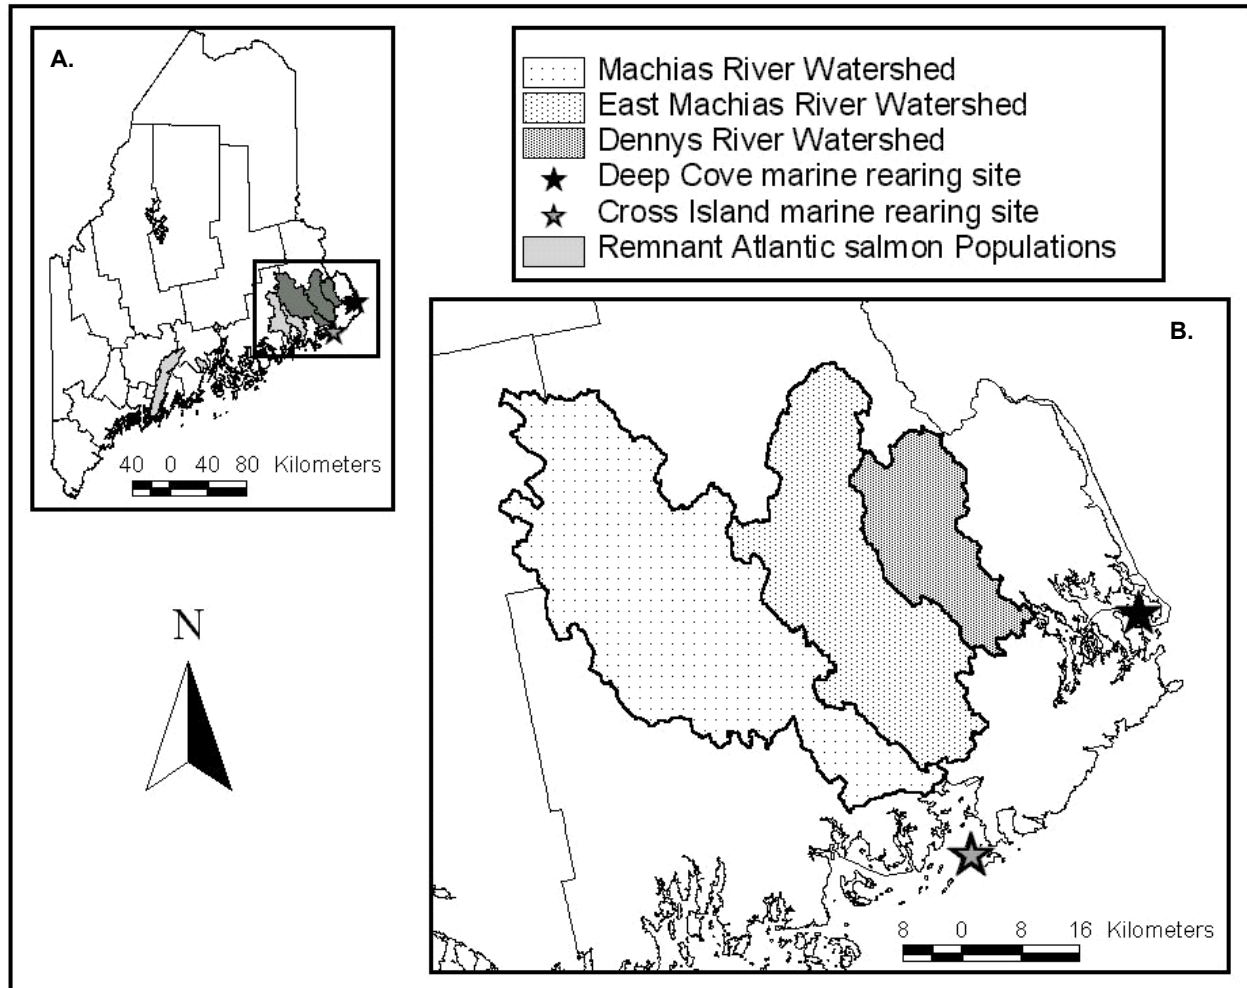 A.
40 0 40 80 Kilometers
Machias River Watershed
East Machias River Watershed
Dennys River Watershed
Deep Cove marine rearing site
Cross Island marine rearing site
Remnant Atlantic salmon Populations
N
B.
8 0 8 16 Kilometers